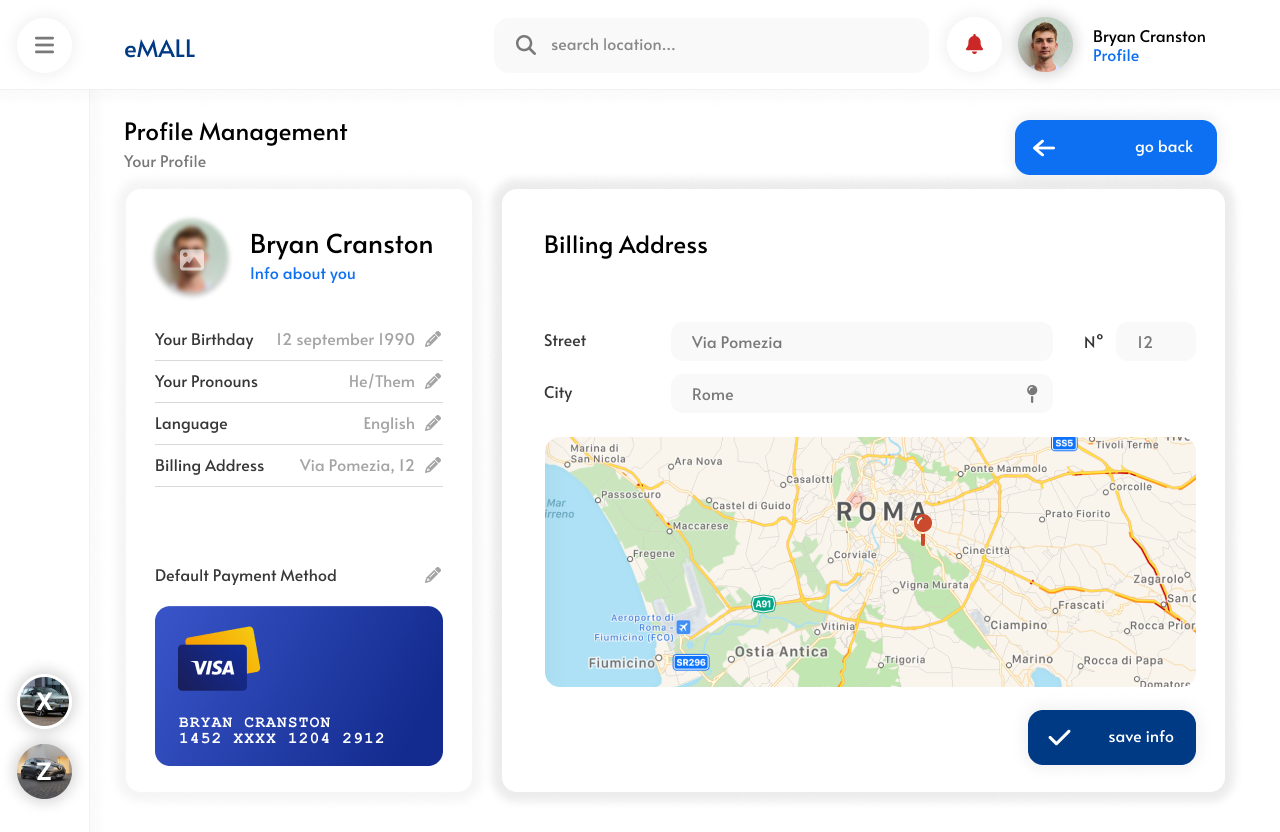 eMALL
search location...
Bryan Cranston
Profile
Profile Management
Your Profile
go back
Bryan Cranston
Info about you
Your Birthday 12 september 1990
Your Pronouns He/Them
Language English
Billing Address Via Pomezia, 12
Default Payment Method
VISA
BRYAN CRANSTON
1452 XXXX 1204 2912
X
Z
Billing Address
Street Via Pomezia N° 12
City Rome
SS5
Tivoli Terme
Marina di
San Nicola
Ara Nova
Ponte Mammolo
Casalotti
Corcolle
Passoscuro
Castel di Guido
Mar
ROMA
Prato Fiorito
Maccarese
Fregene
Corviale
Cinecittà
Vigna Murata
Zagarolo
A91
Frascati
San C
Aeroporto di
Roma -
Fiumicino (FCO)
Vitinia
Ciampino
Rocca Prior
Ostia Antica
Fiumicino
SR296
Trigoria
Marino
Rocca di Papa
Domatore
save info